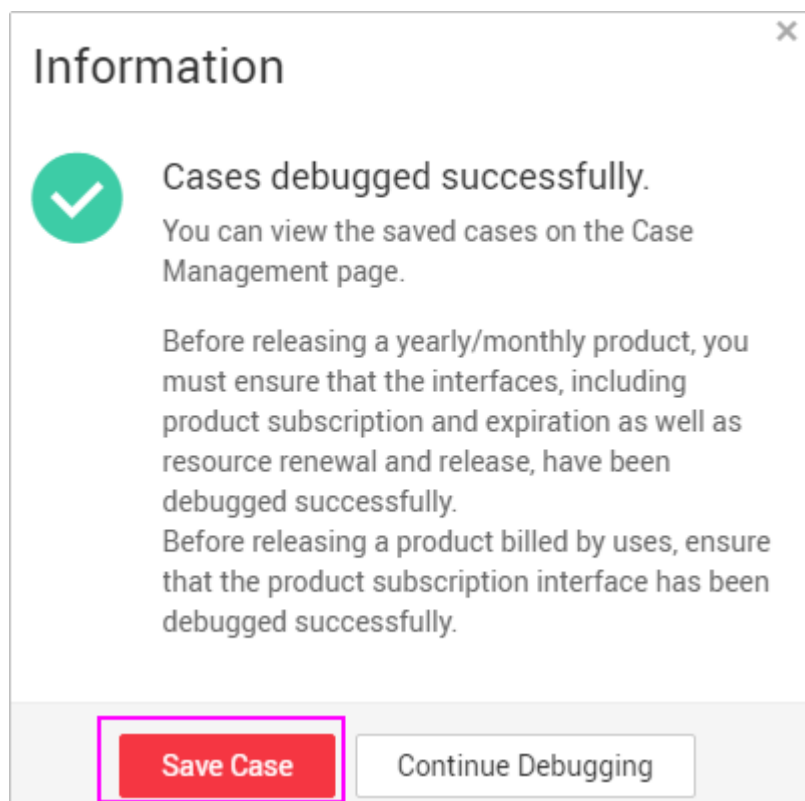 Information
Cases debugged successfully.
You can view the saved cases on the Case
Management page.
Before releasing a yearly/monthly product, you
must ensure that the interfaces, including
product subscription and expiration as well as
resource renewal and release, have been
debugged successfully.
Before releasing a product billed by uses, ensure
that the product subscription interface has been
debugged successfully.
Save Case
Continue Debugging